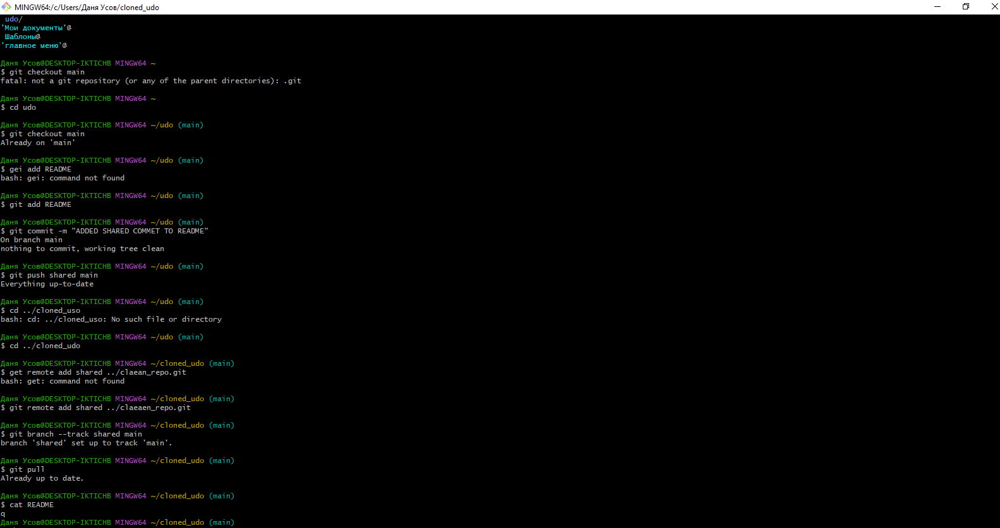 MINGW64:/c/Users/Даня Усов/cloned_udo
udo/
'Мои документы'@
Шаблоны@
'главное меню'@
Даня Усов@DESKTOP-IKTICHB MINGW64 ~
$ git checkout main
fatal: not a git repository (or any of the parent directories): .git
Даня Усов@DESKTOP-IKTICHB MINGW64 ~
$ cd udo
Даня Усов@DESKTOP-IKTICHB MINGW64 ~/udo (main)
$ git checkout main
Already on 'main'
Даня Усов@DESKTOP-IKTICHB MINGW64 ~/udo (main)
$ gei add README
bash: gei: command not found
Даня Усов@DESKTOP-IKTICHB MINGW64 ~/udo (main)
$ git add README
Даня Усов@DESKTOP-IKTICHB MINGW64 ~/udo (main)
$ git commit -m "ADDED SHARED COMMET TO README"
On branch main
nothing to commit, working tree clean
Даня Усов@DESKTOP-IKTICHB MINGW64 ~/udo (main)
$ git push shared main
Everything up-to-date
Даня Усов@DESKTOP-IKTICHB MINGW64 ~/udo (main)
$ cd ../cloned_uso
bash: cd: ../cloned_uso: No such file or directory
Даня Усов@DESKTOP-IKTICHB MINGW64 ~/udo (main)
$ cd ../cloned_udo
Даня Усов@DESKTOP-IKTICHB MINGW64 ~/cloned_udo (main)
$ get remote add shared ../claean_repo.git
bash: get: command not found
Даня Усов@DESKTOP-IKTICHB MINGW64 ~/cloned_udo (main)
$ git remote add shared ../claeaen_repo.git
Даня Усов@DESKTOP-IKTICHB MINGW64 ~/cloned_udo (main)
$ git branch --track shared main
branch 'shared' set up to track 'main'.
Даня Усов@DESKTOP-IKTICHB MINGW64 ~/cloned_udo (main)
$ git pull
Already up to date.
Даня Усов@DESKTOP-IKTICHB MINGW64 ~/cloned_udo (main)
$ cat README
q
Даня Усов@DESKTOP-IKTICHB MINGW64 ~/cloned_udo (main)